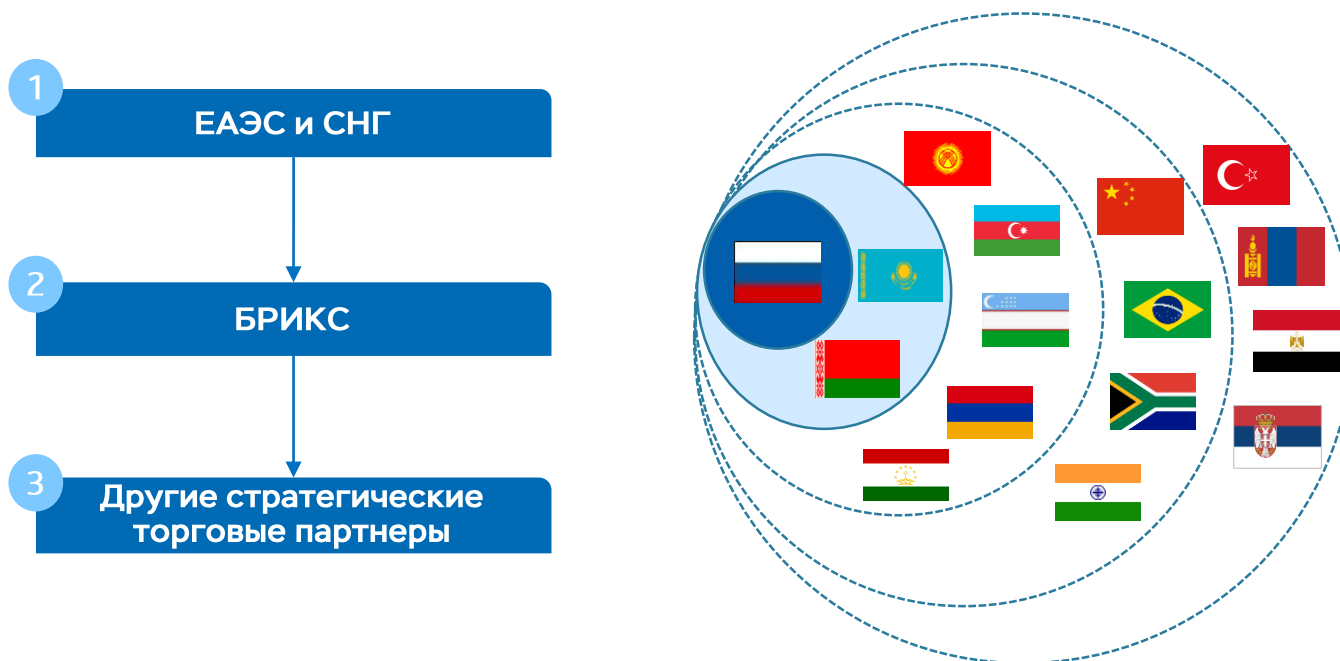 1
ЕАЭС и СНГ
2
БРИКС
3
Другие стратегические
торговые партнеры